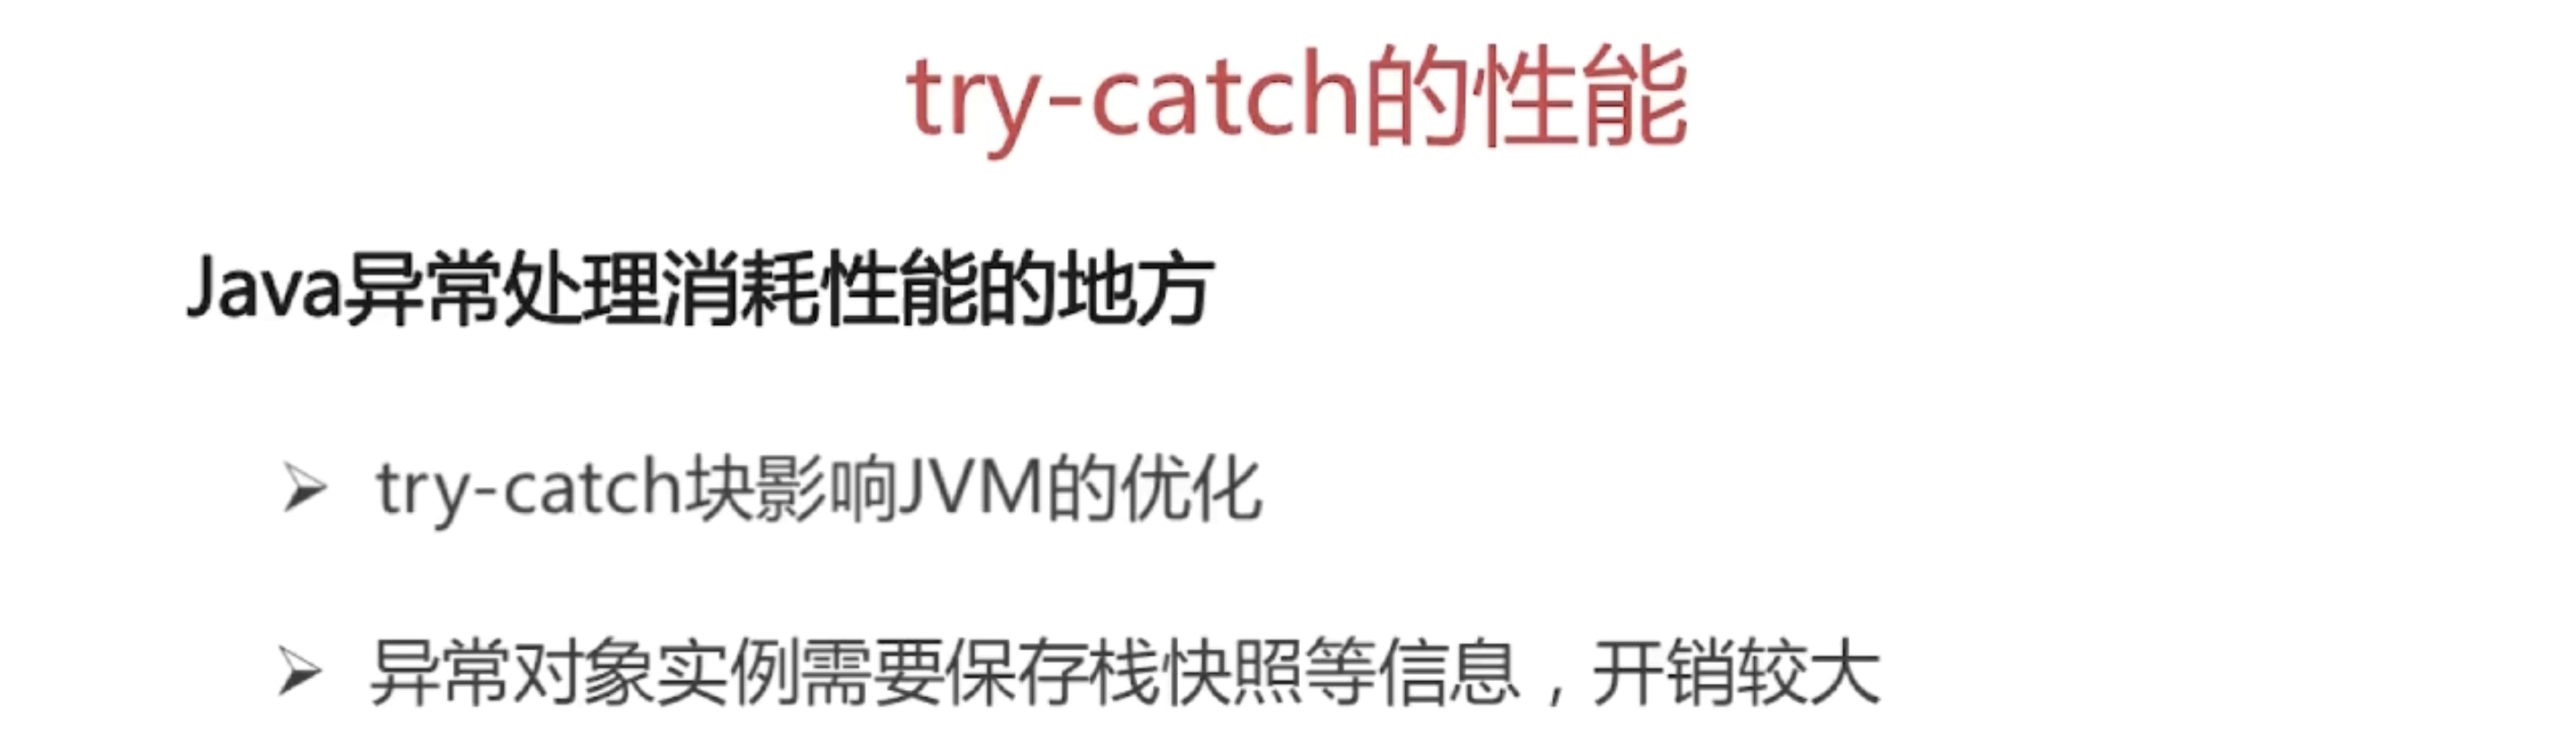 try-catch的性能
Java异常处理消耗性能的地方
try-catch块影响JVM的优化
异常对象实例需要保存栈快照等信息，开销较大